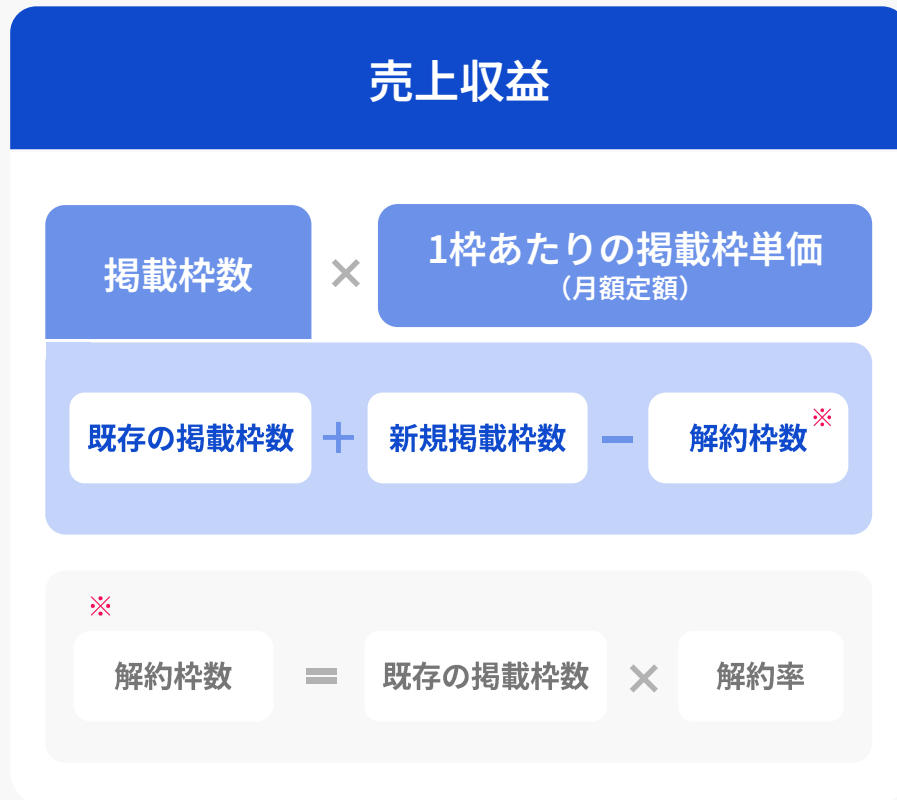 売上収益
掲載枠数 × 1枠あたりの掲載枠単価
（月額定額）
既存の掲載枠数 + 新規掲載枠数 − 解約枠数※
※
解約枠数 = 既存の掲載枠数 × 解約率